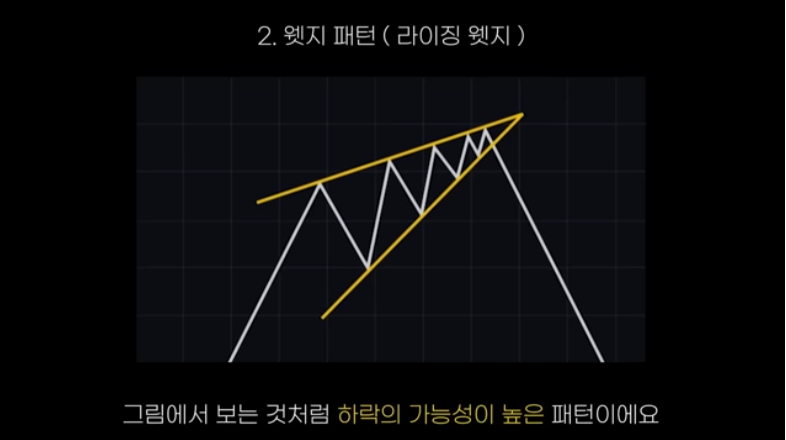 2. 웻지 패턴 ( 라이징 웻지 )
그림에서 보는 것처럼 하락의 가능성이 높은 패턴이에요